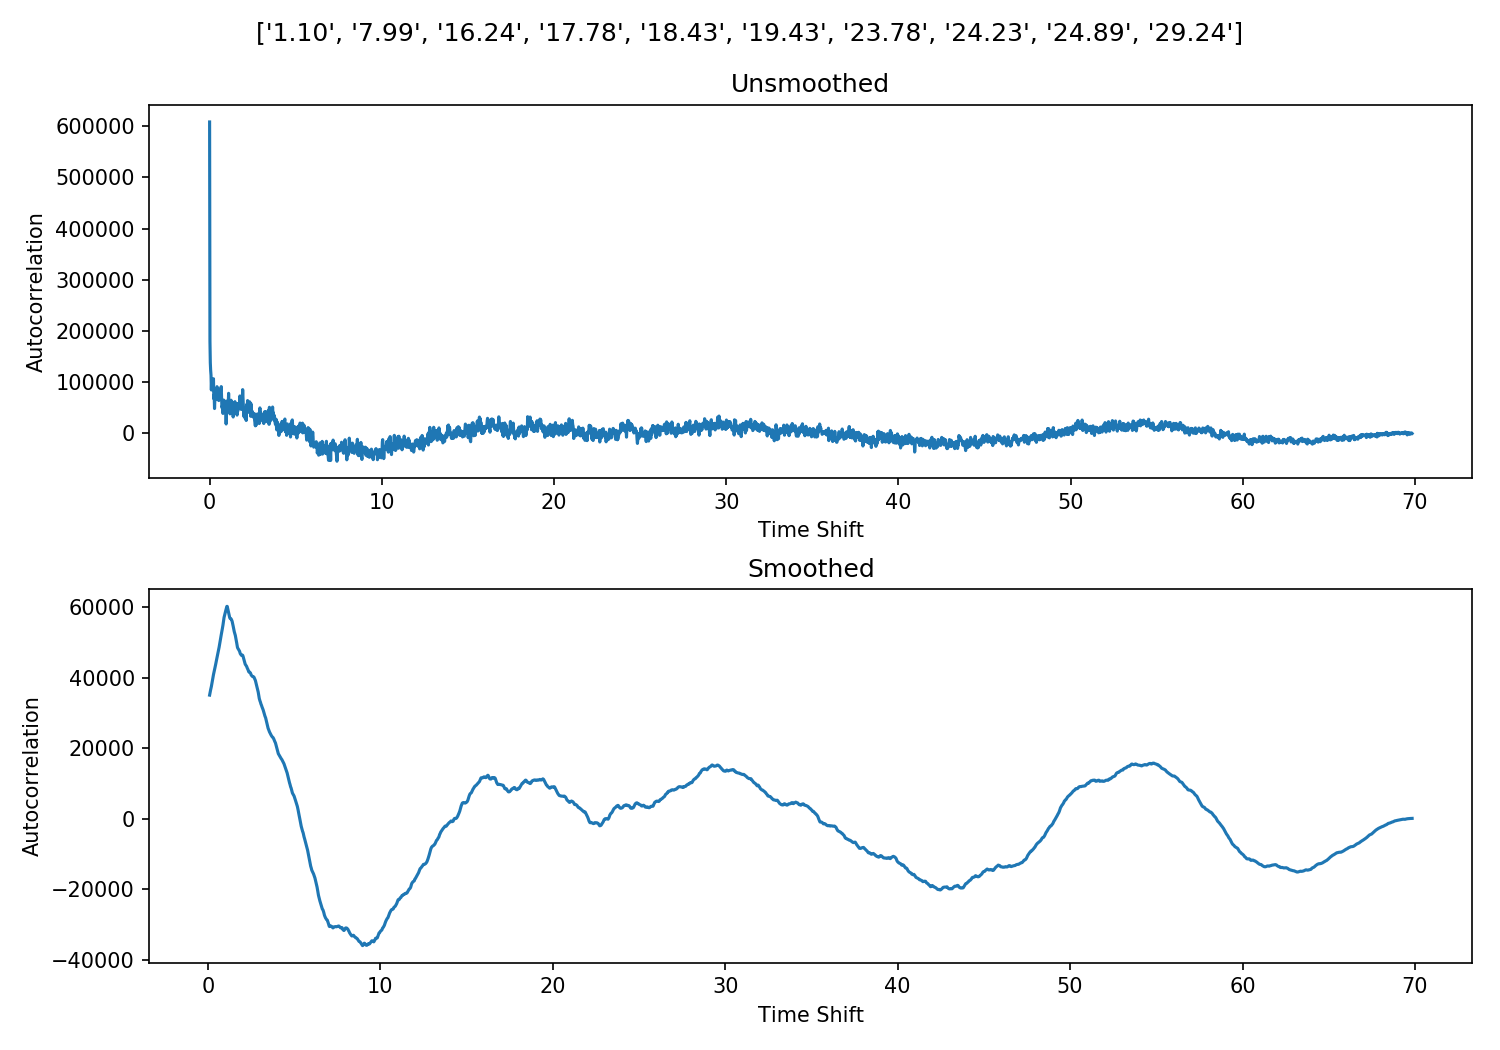 ['1.10', '7.99', '16.24', '17.78', '18.43', '19.43', '23.78', '24.23', '24.89', '29.24']
Unsmoothed
Autocorrelation
600000
500000
400000
300000
200000
100000
0
0 10 20 30 40 50 60 70
Time Shift
Smoothed
Autocorrelation
60000
40000
20000
0
−20000
−40000
0 10 20 30 40 50 60 70
Time Shift